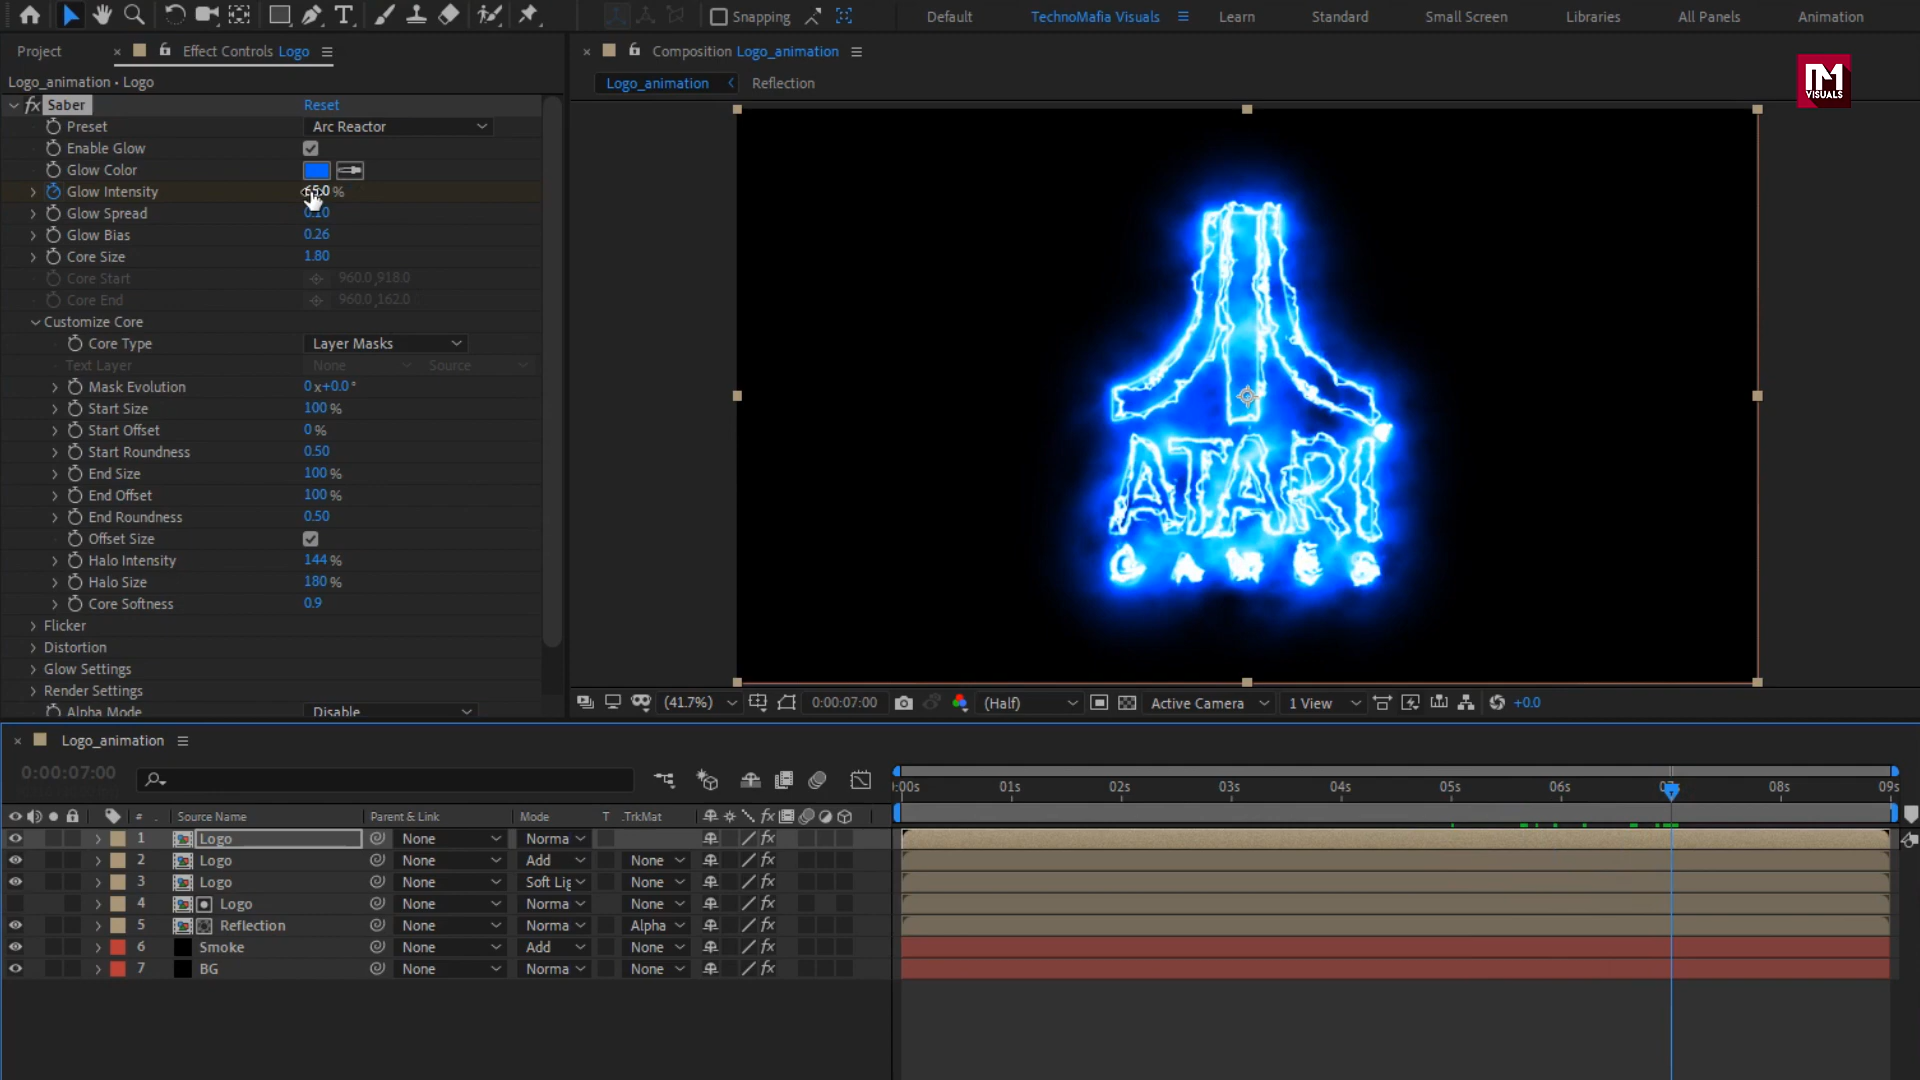 Snapping
Default
TechnoMafia Visuals
Learn
Standard
Small Screen
Libraries
All Panels
Animation
Project
Effect Controls Logo
Composition Logo_animation
Logo_animation • Logo
Logo_animation
Reflection
VISUALS
fx Saber Reset
Preset Arc Reactor
Enable Glow
Glow Color
Glow Intensity 65.0 %
Glow Spread 0.10
Glow Bias 0.26
Core Size 1.80
Core Start 960.0,918.0
Core End 960.0,162.0
Customize Core
Core Type Layer Masks
Text Layer None Source
Mask Evolution 0x+0.0°
Start Size 100 %
Start Offset 0 %
Start Roundness 0.50
End Size 100 %
End Offset 100 %
End Roundness 0.50
Offset Size
Halo Intensity 144 %
Halo Size 180 %
Core Softness 0.9
Flicker
Distortion
Glow Settings
Render Settings
Alpha Mode Disable
ATARI
GAMES
(41.7%) 0:00:07:00 (Half) Active Camera 1 View +0.0
Logo_animation
0:00:07:00
:00s 01s 02s 03s 04s 05s 06s 08s 09s
# Source Name Parent & Link Mode T .TrkMat
1 Logo None Norma
2 Logo None Add None
3 Logo None Soft Lig None
4 Logo None Norma None
5 Reflection None Norma Alpha
6 Smoke None Add None
7 BG None Norma None